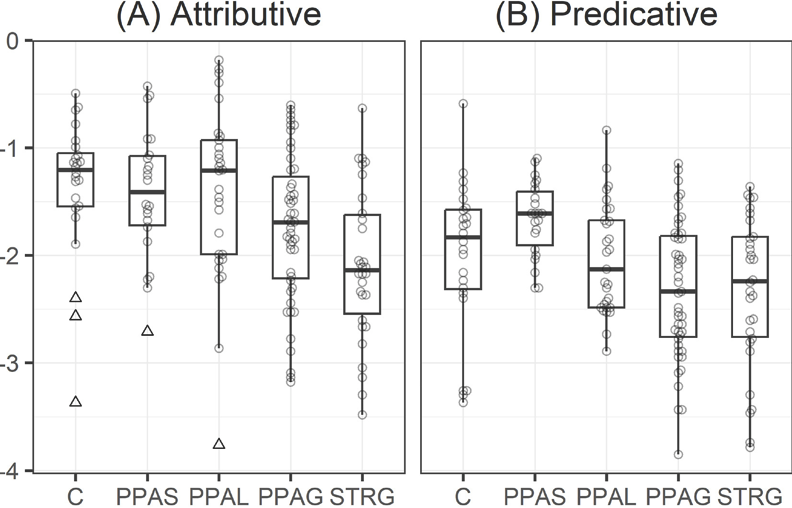 (A) Attributive
(B) Predicative
0
-1
-2
-3
-4
C PPAS PPAL PPAG STRG
C PPAS PPAL PPAG STRG